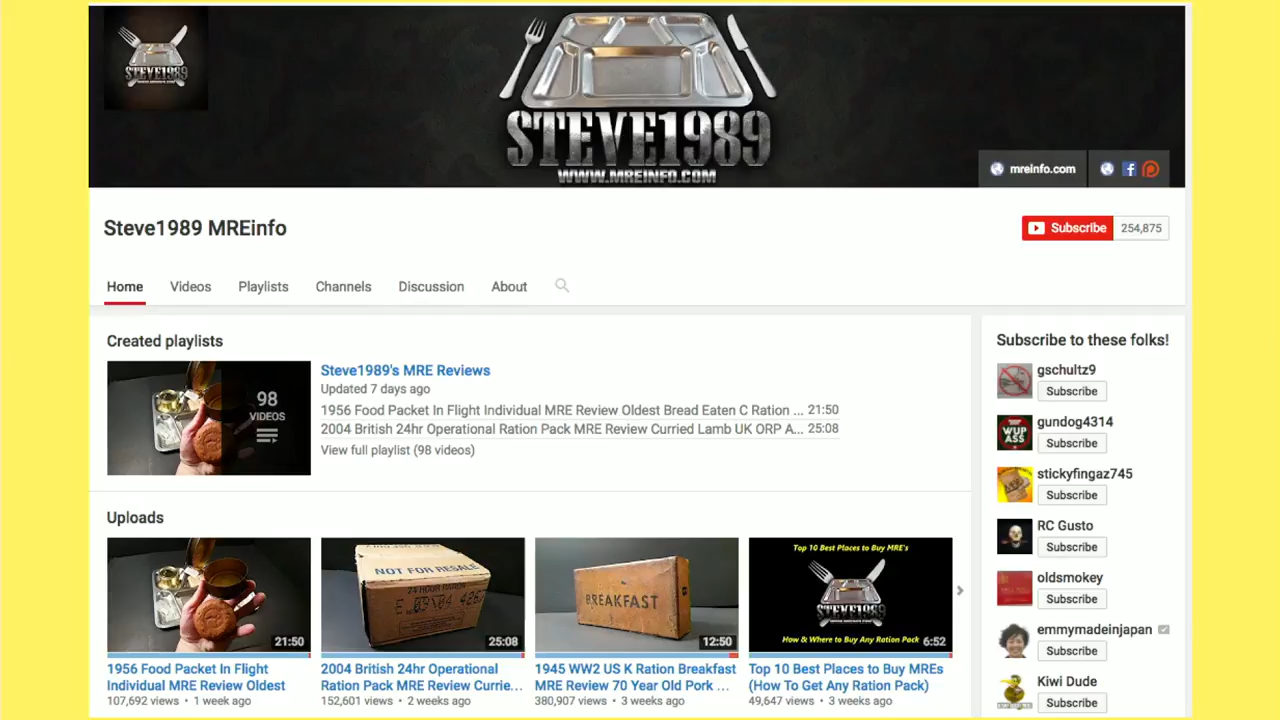 STEVE1989
STEVE1989
WWW.MREINFO.COM
mreinfo.com
Steve1989 MREinfo
Subscribe 254,875
Home Videos Playlists Channels Discussion About
Created playlists
98
VIDEOS
Steve1989's MRE Reviews
Updated 7 days ago
1956 Food Packet In Flight Individual MRE Review Oldest Bread Eaten C Ration ... 21:50
2004 British 24hr Operational Ration Pack MRE Review Curried Lamb UK ORP A... 25:08
View full playlist (98 videos)
Uploads
21:50
1956 Food Packet In Flight
Individual MRE Review Oldest
107,692 views • 1 week ago
NOT FOR RESALE
24 HOUR RATION
25:08
2004 British 24hr Operational
Ration Pack MRE Review Currie...
152,601 views • 2 weeks ago
BREAKFAST
12:50
1945 WW2 US K Ration Breakfast
MRE Review 70 Year Old Pork ...
380,907 views • 3 weeks ago
Top 10 Best Places to Buy MRE's
STEVE1989
How & Where to Buy Any Ration Pack
6:52
Top 10 Best Places to Buy MREs
(How To Get Any Ration Pack)
49,647 views • 3 weeks ago
Subscribe to these folks!
gschultz9
Subscribe
WUP
ASS
gundog4314
Subscribe
stickyfingaz745
Subscribe
RC Gusto
Subscribe
oldsmokey
Subscribe
emmymadeinjapan
Subscribe
Kiwi Dude
Subscribe